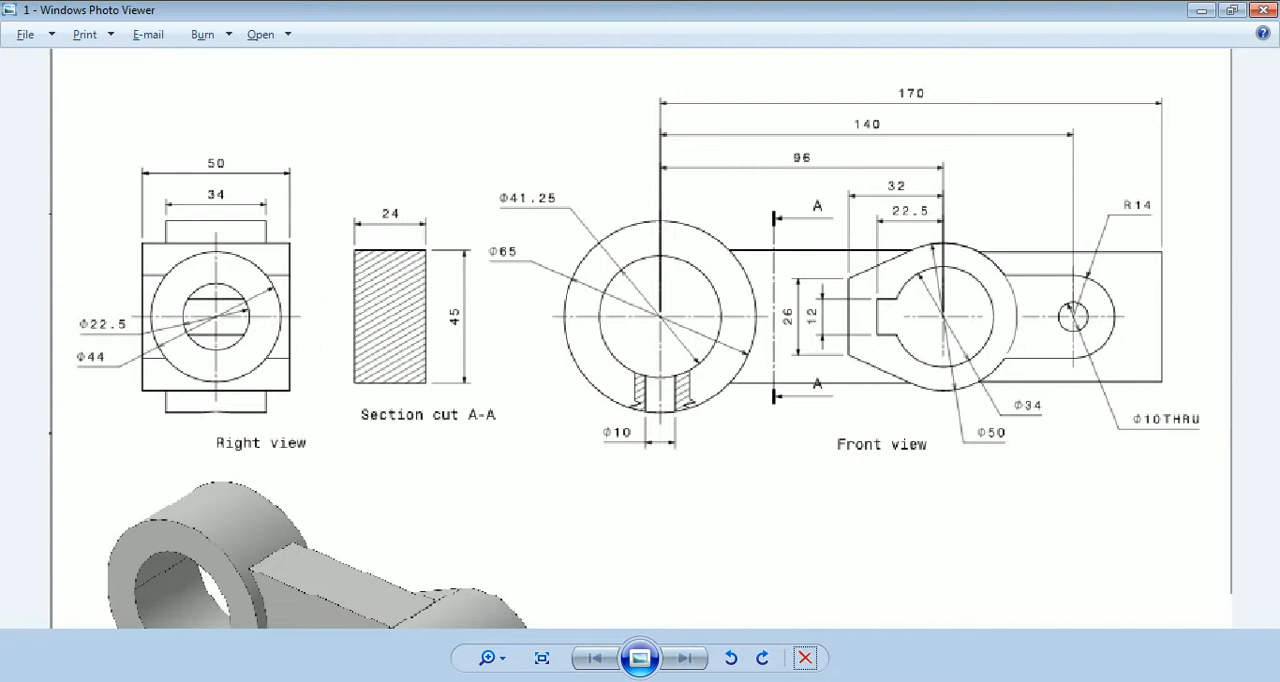 1 - Windows Photo Viewer
File Print E-mail Burn Open
170
140
96
50
32
34
22.5
R14
Φ41.25
A
24
Φ65
45
26
12
Φ22.5
Φ44
A
Φ34
Section cut A-A
Φ10THRU
Φ10
Φ50
Right view
Front view